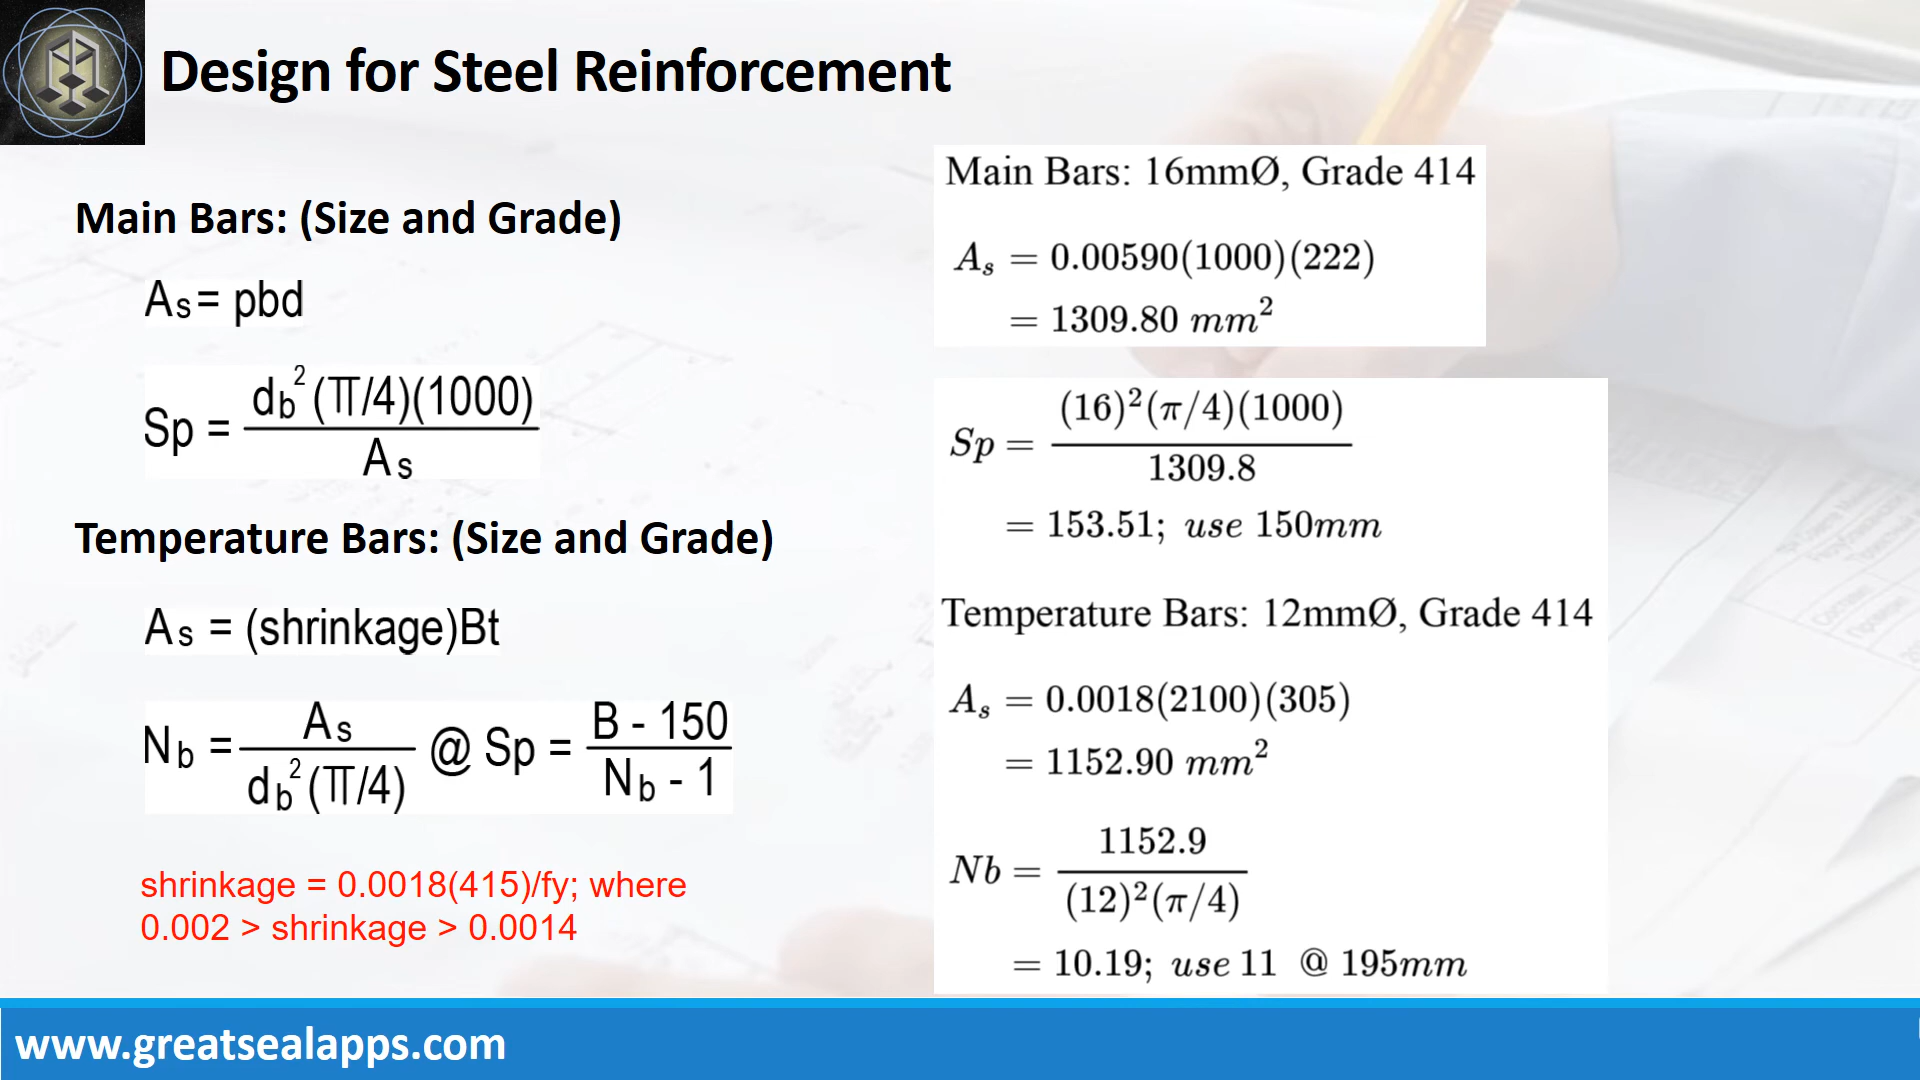 Design for Steel Reinforcement
Main Bars: (Size and Grade)
As = pbd
Sp = db²(π/4)(1000) / As
Temperature Bars: (Size and Grade)
As = (shrinkage)Bt
Nb = As / db²(π/4) @ Sp = B - 150 / Nb - 1
shrinkage = 0.0018(415)/fy; where
0.002 > shrinkage > 0.0014
Main Bars: 16mmØ, Grade 414
As = 0.00590(1000)(222)
= 1309.80 mm²
Sp = (16)²(π/4)(1000) / 1309.8
= 153.51; use 150mm
Temperature Bars: 12mmØ, Grade 414
As = 0.0018(2100)(305)
= 1152.90 mm²
Nb = 1152.9 / (12)²(π/4)
= 10.19; use 11 @ 195mm
www.greatsealapps.com